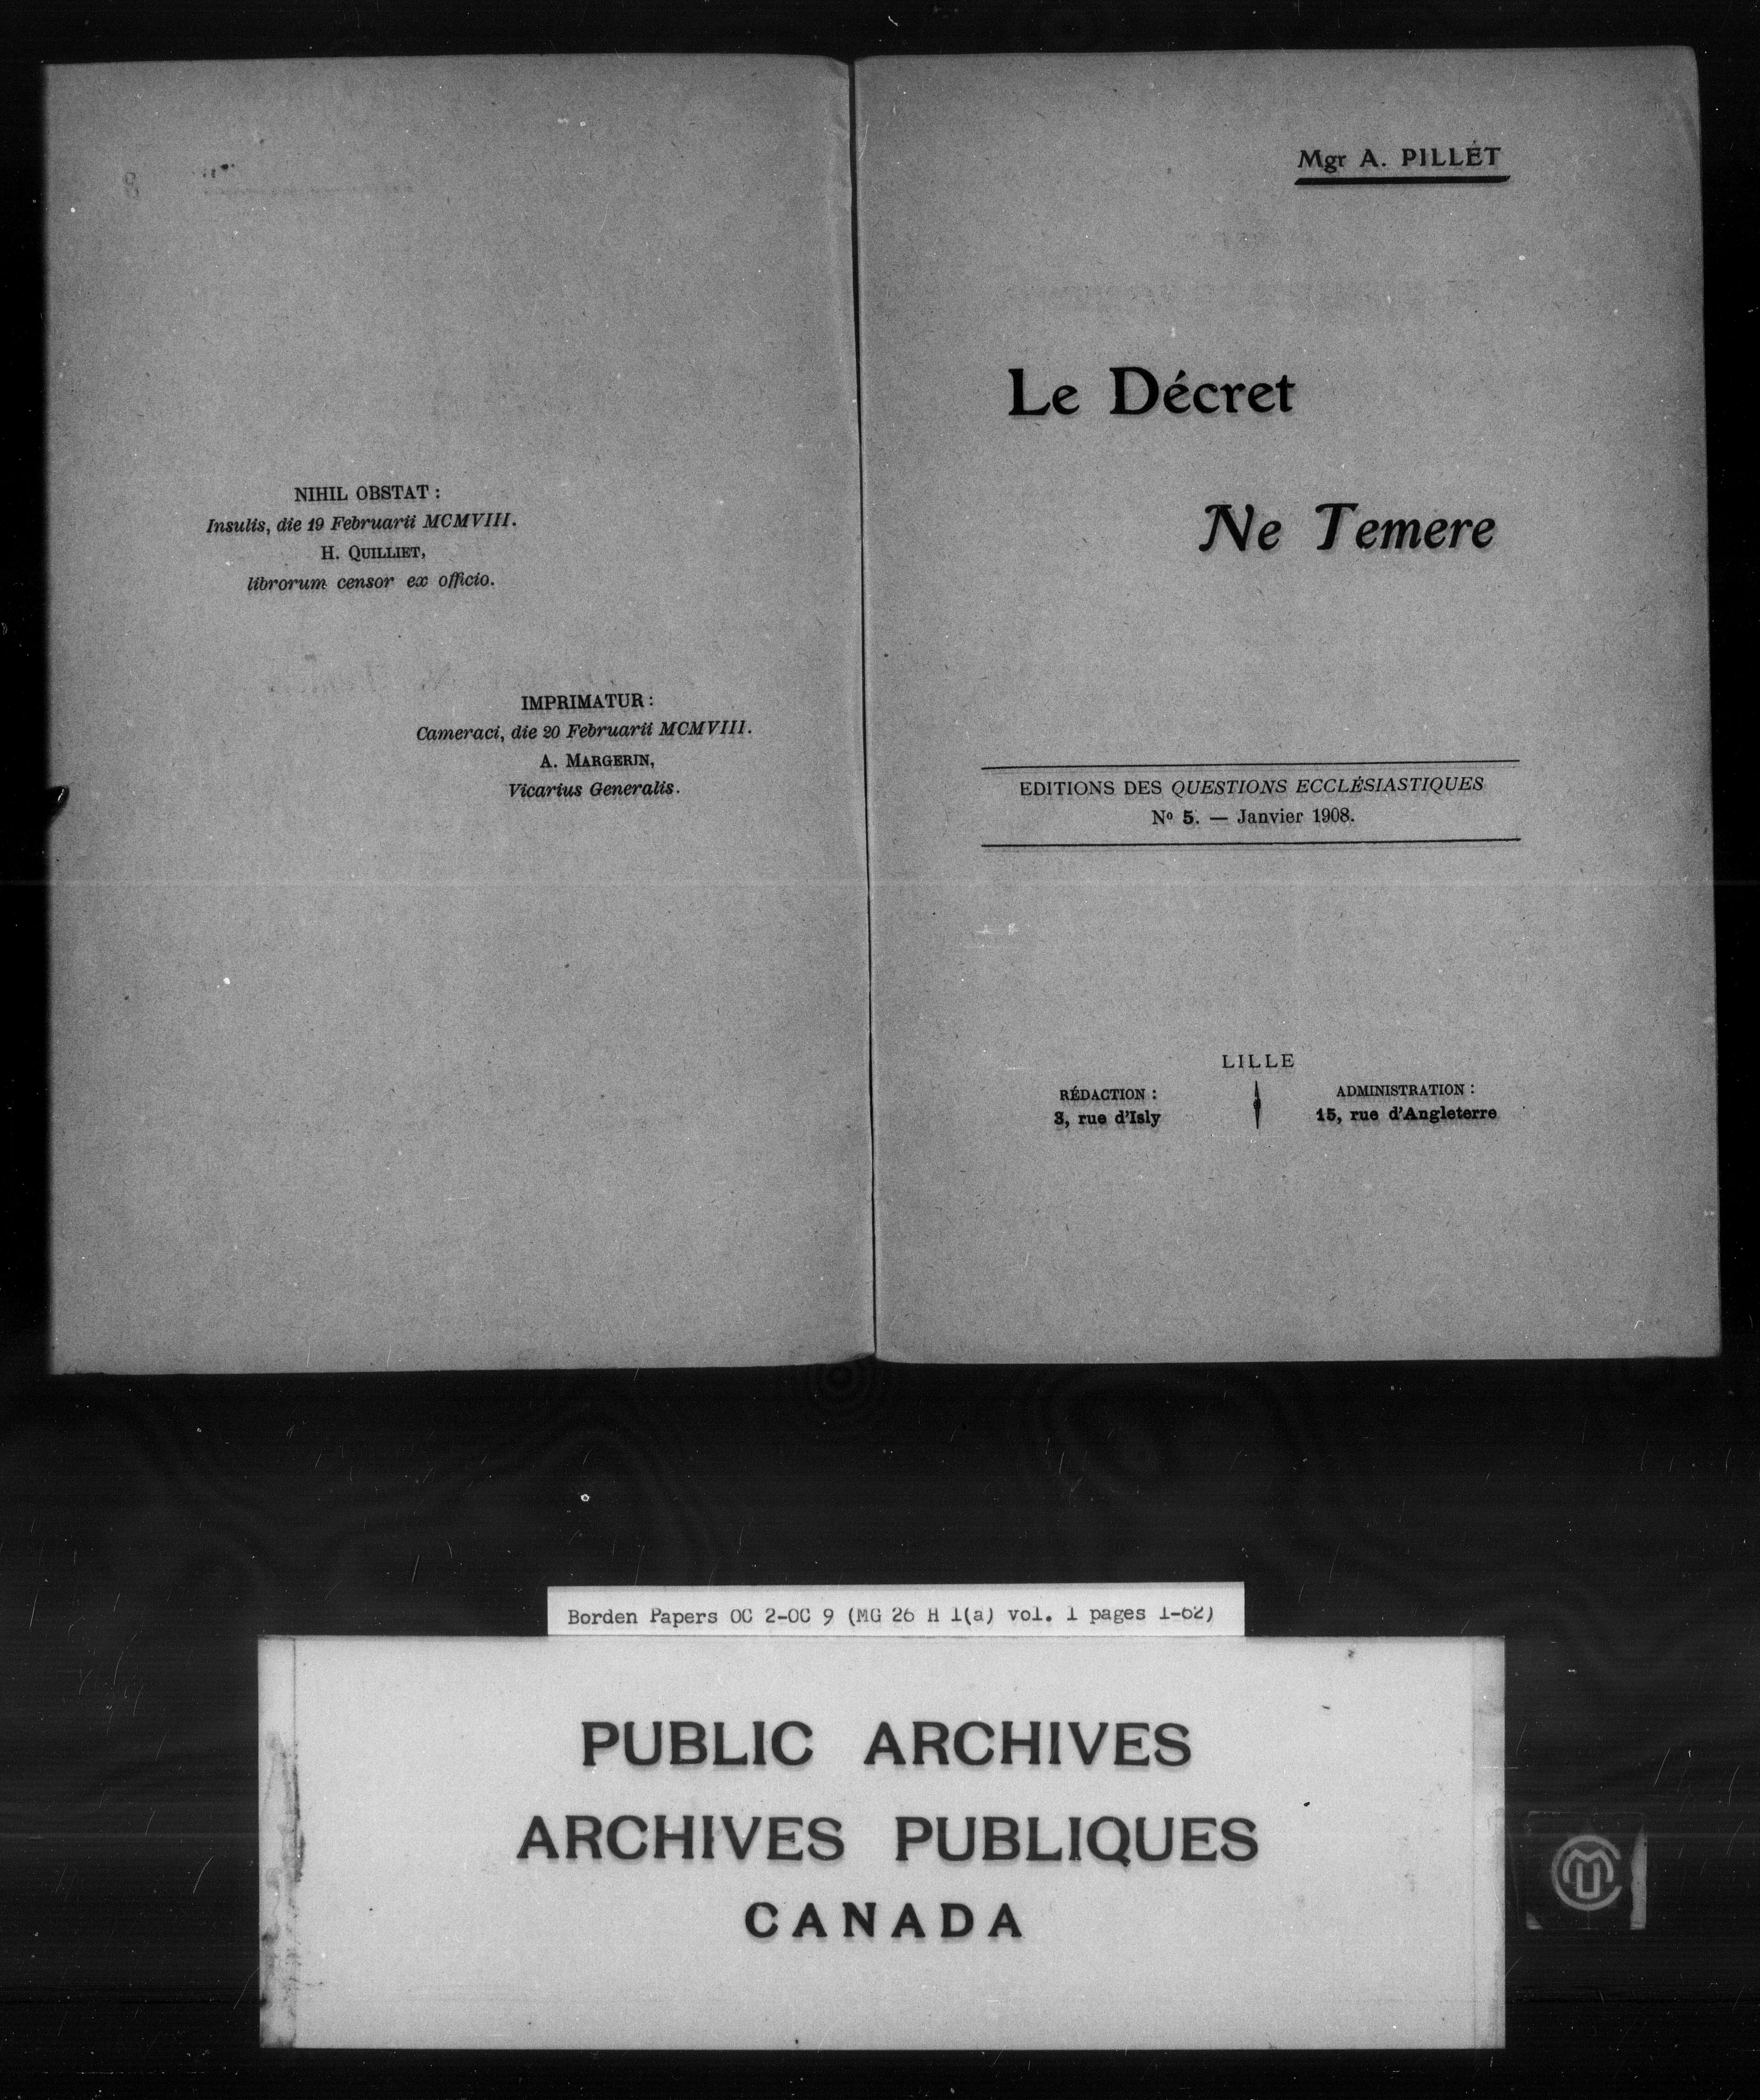 NIHIL OBSTAT :
Insulis, die 19 Februarii MCMVIII.
H. QUILLIET,
librorum censor ex officio.
IMPRIMATUR :
Cameraci, die 20 Februarii MCMVIII.
A. MARGERIN,
Vicarius Generalis.
Mgr A. PILLET
Le Décret
Ne Temere
EDITIONS DES QUESTIONS ECCLÉSIASTIQUES
Nº 5. — Janvier 1908.
LILLE
RÉDACTION :
3, rue d'Isly
ADMINISTRATION :
15, rue d'Angleterre
Borden Papers OC 2-OC 9 (MG 26 H 1(a) vol. 1 pages 1-62)
PUBLIC ARCHIVES
ARCHIVES PUBLIQUES
CANADA